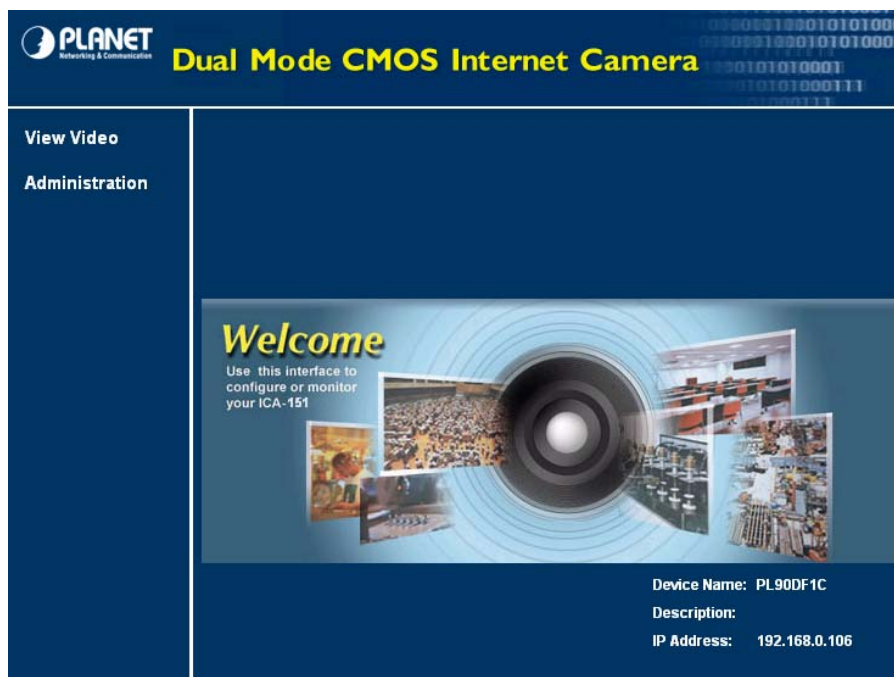 PLANET
Networking & Communication
Dual Mode CMOS Internet Camera
View Video
Administration
Welcome
Use this interface to
configure or monitor
your ICA-151
Device Name: PL90DF1C
Description:
IP Address: 192.168.0.106